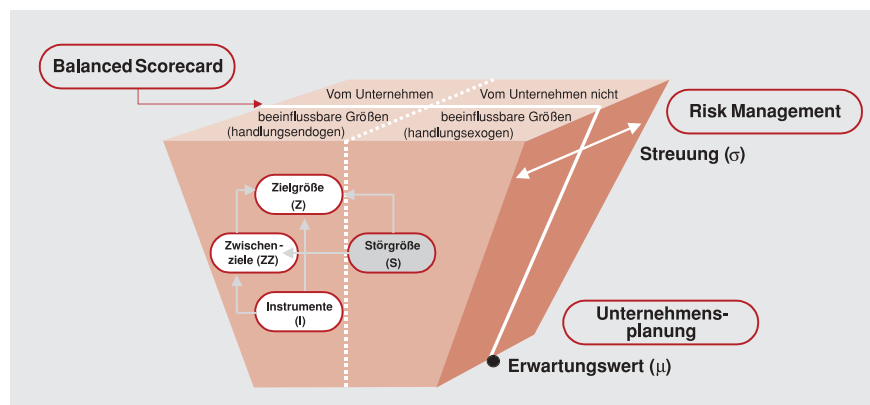 Balanced Scorecard
Vom Unternehmen
Vom Unternehmen nicht
beeinflussbare Größen
(handlungsendogen)
beeinflussbare Größen
(handlungsexogen)
Risk Management
Streuung (σ)
Zielgröße
(Z)
Zwischen-
ziele (ZZ)
Störgröße
(S)
Instrumente
(I)
Unternehmens-
planung
Erwartungswert (μ)